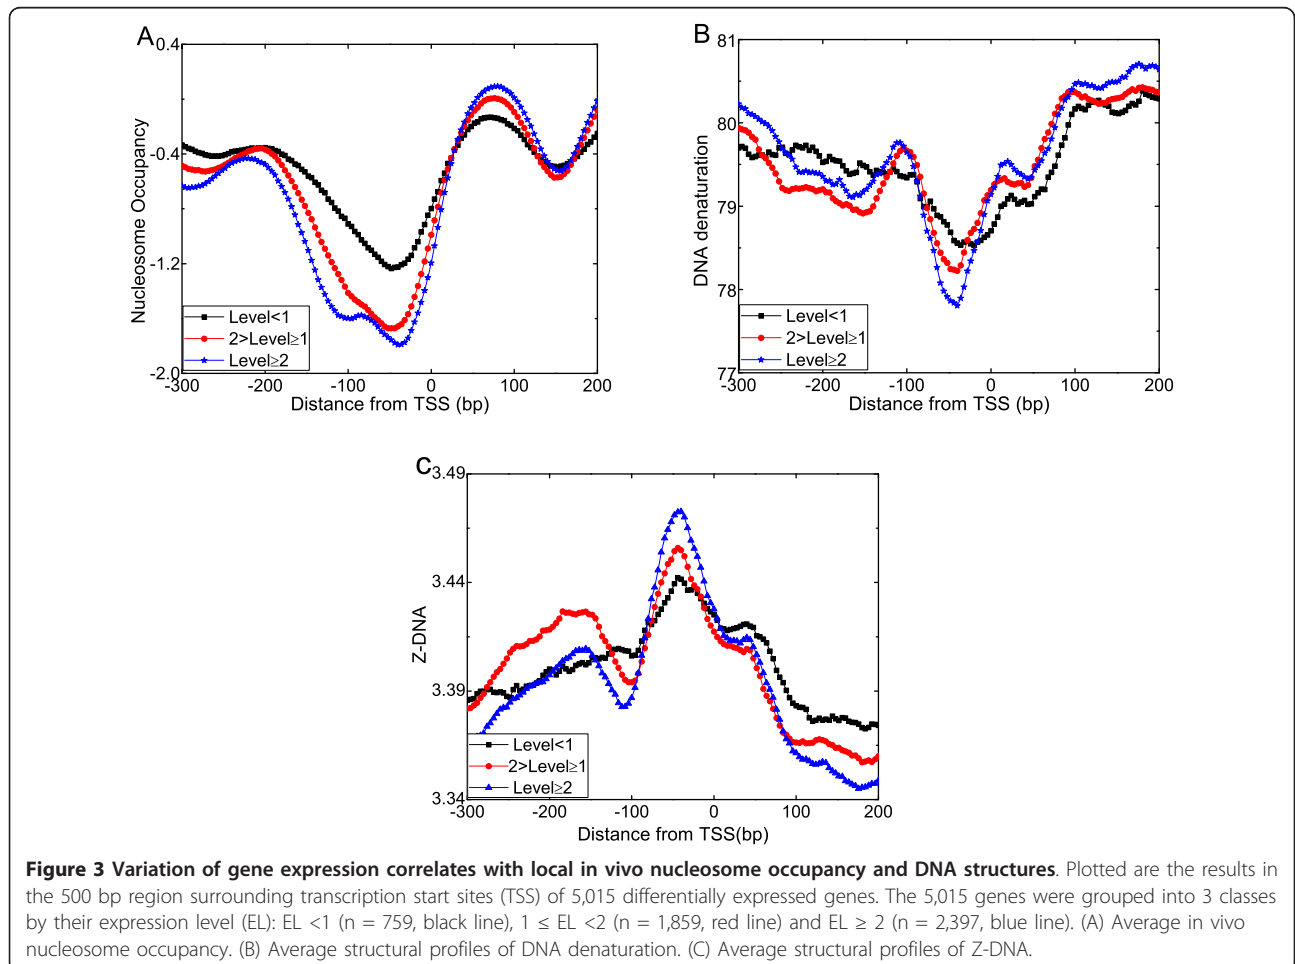 A
0.4
-0.4
-1.2
-2.0
Nucleosome Occupancy
Level<1
2>Level≥1
Level≥2
-300 -200 -100 0 100 200
Distance from TSS (bp)
B
81
80
79
78
77
DNA denaturation
Level<1
2>Level≥1
Level≥2
-300 -200 -100 0 100 200
Distance from TSS (bp)
C
3.49
3.44
3.39
3.34
Z-DNA
Level<1
2>Level≥1
Level≥2
-300 -200 -100 0 100 200
Distance from TSS(bp)
Figure 3 Variation of gene expression correlates with local in vivo nucleosome occupancy and DNA structures. Plotted are the results in
the 500 bp region surrounding transcription start sites (TSS) of 5,015 differentially expressed genes. The 5,015 genes were grouped into 3 classes
by their expression level (EL): EL <1 (n = 759, black line), 1 ≤ EL <2 (n = 1,859, red line) and EL ≥ 2 (n = 2,397, blue line). (A) Average in vivo
nucleosome occupancy. (B) Average structural profiles of DNA denaturation. (C) Average structural profiles of Z-DNA.